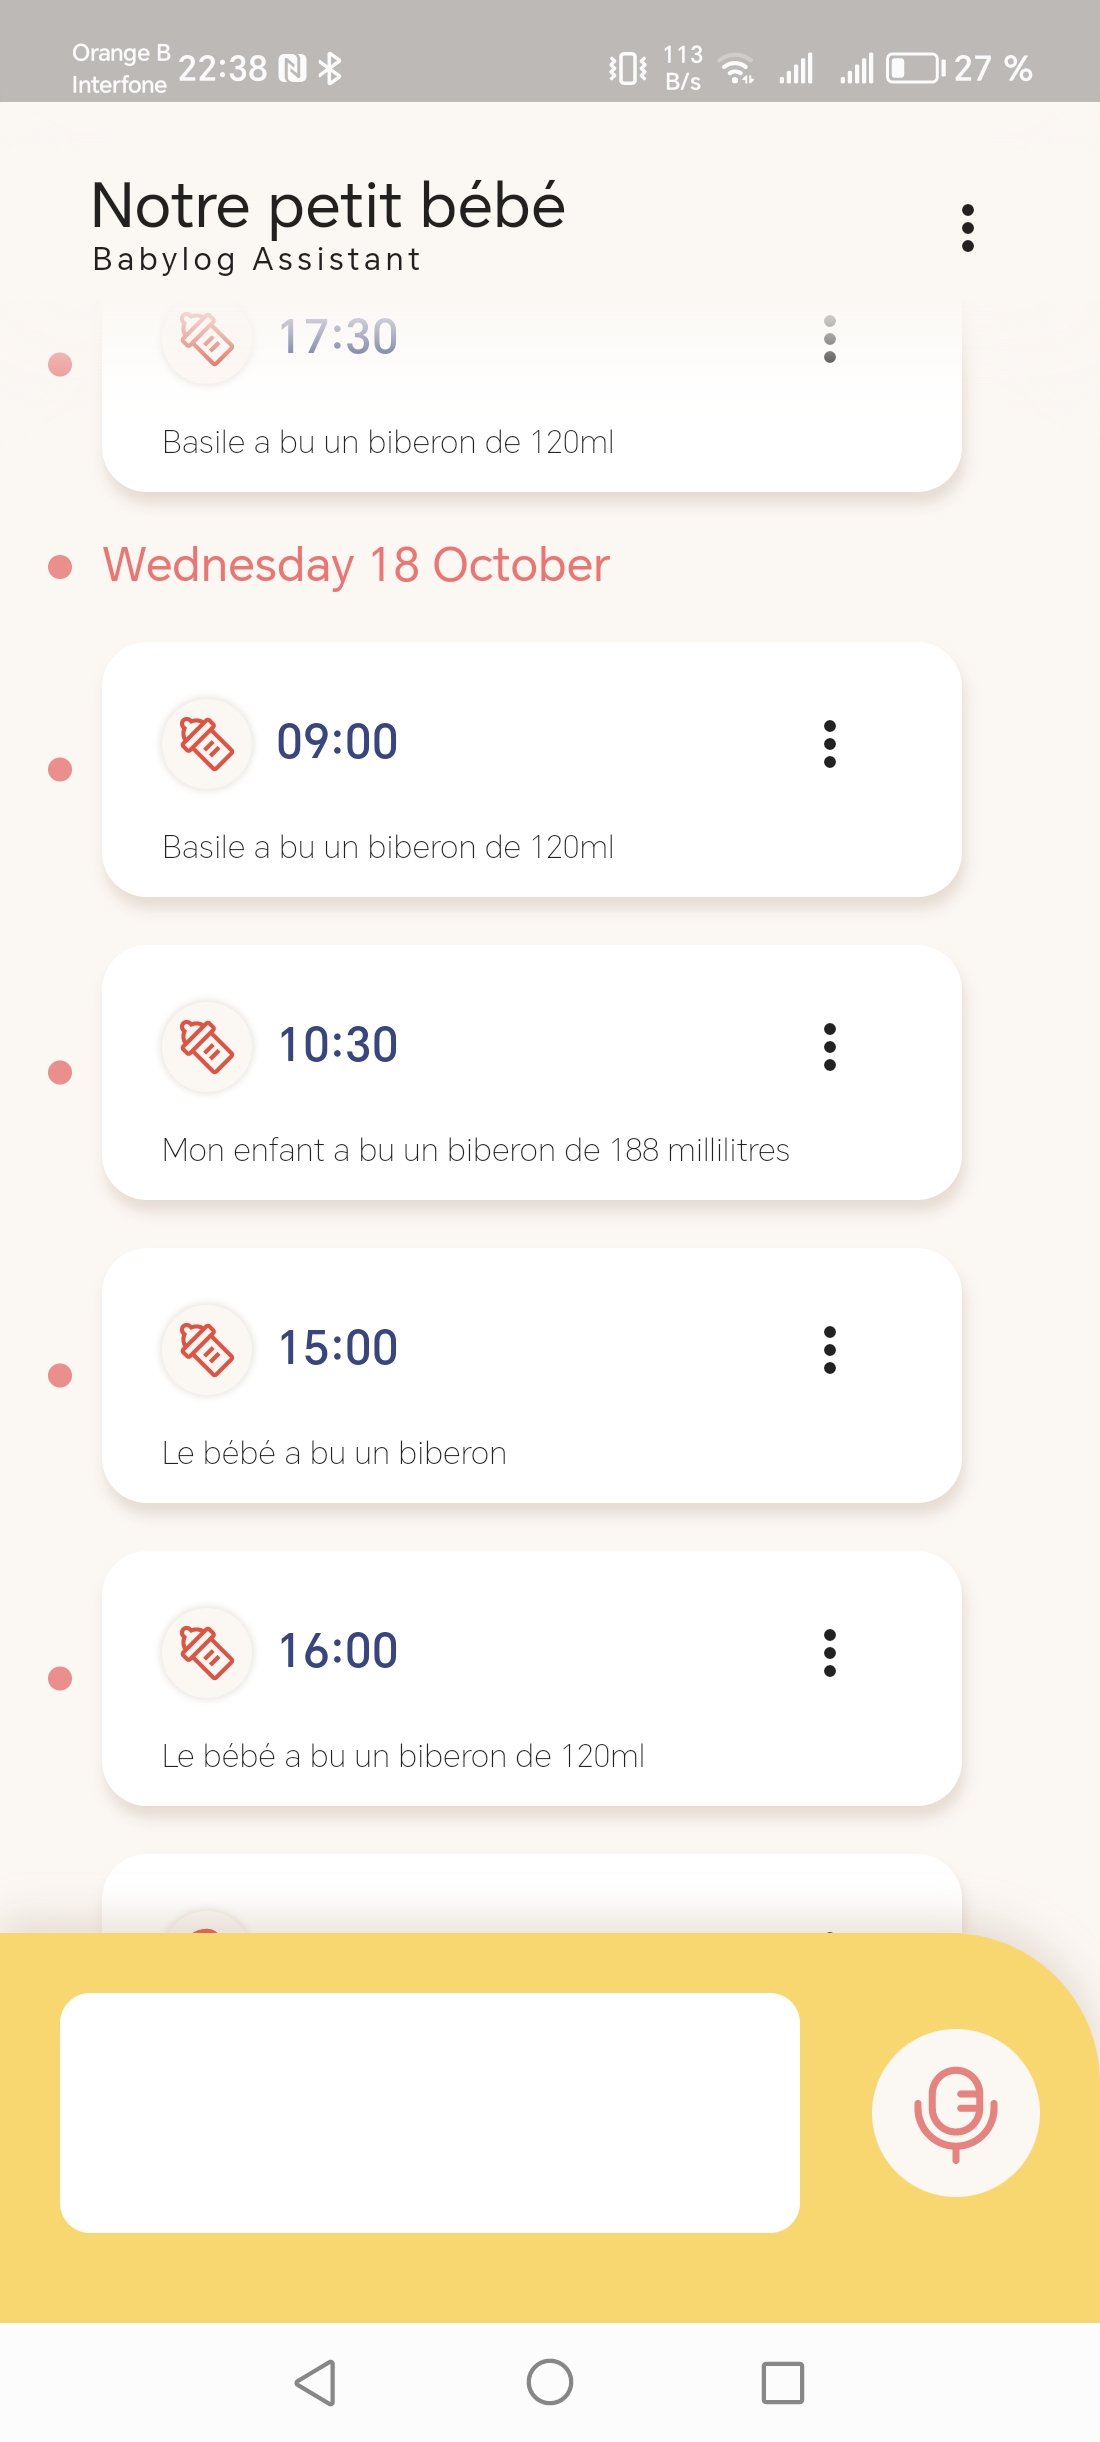 Orange B
Interfone
22:38
113
B/s
27 %
Notre petit bébé
Babylog Assistant
17:30
Basile a bu un biberon de 120ml
Wednesday 18 October
09:00
Basile a bu un biberon de 120ml
10:30
Mon enfant a bu un biberon de 188 millilitres
15:00
Le bébé a bu un biberon
16:00
Le bébé a bu un biberon de 120ml